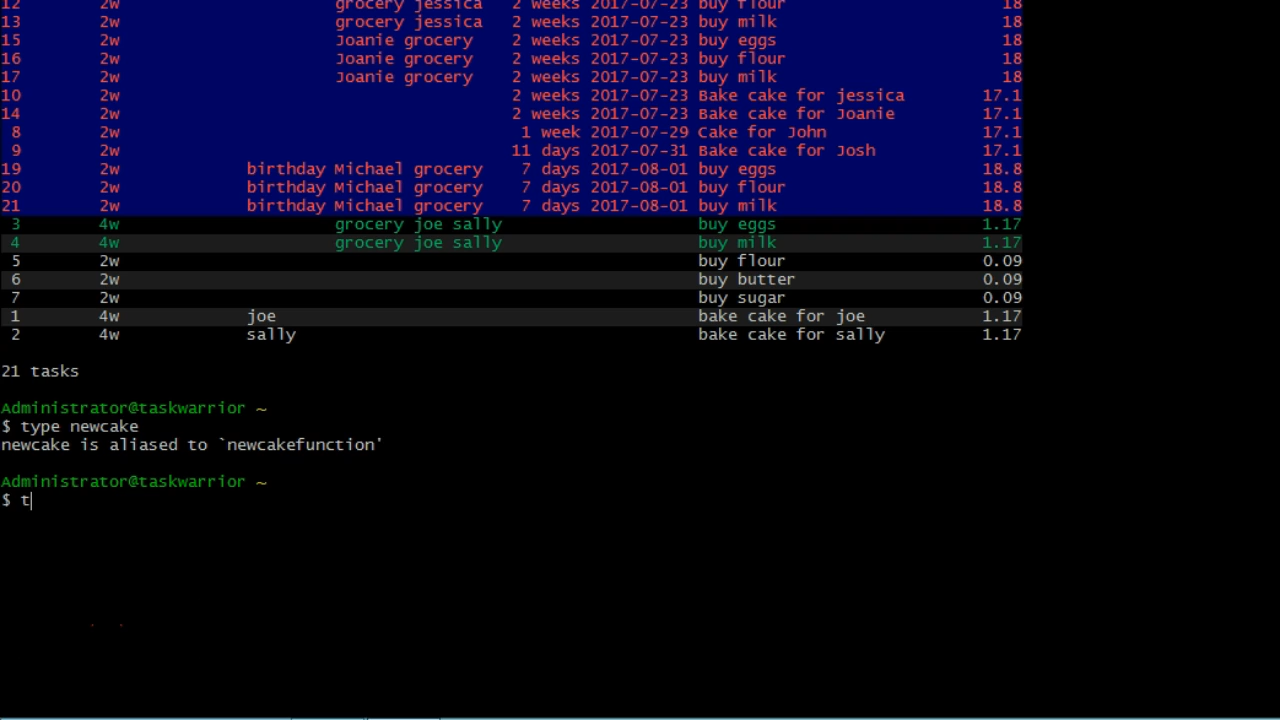 12 2w grocery jessica 2 weeks 2017-07-23 buy flour 18
13 2w grocery jessica 2 weeks 2017-07-23 buy milk 18
15 2w Joanie grocery 2 weeks 2017-07-23 buy eggs 18
16 2w Joanie grocery 2 weeks 2017-07-23 buy flour 18
17 2w Joanie grocery 2 weeks 2017-07-23 buy milk 18
10 2w 2 weeks 2017-07-23 Bake cake for jessica 17.1
14 2w 2 weeks 2017-07-23 Bake cake for Joanie 17.1
8 2w 1 week 2017-07-29 Cake for John 17.1
9 2w 11 days 2017-07-31 Bake cake for Josh 17.1
19 2w birthday Michael grocery 7 days 2017-08-01 buy eggs 18.8
20 2w birthday Michael grocery 7 days 2017-08-01 buy flour 18.8
21 2w birthday Michael grocery 7 days 2017-08-01 buy milk 18.8
3 4w grocery joe sally buy eggs 1.17
4 4w grocery joe sally buy milk 1.17
5 2w buy flour 0.09
6 2w buy butter 0.09
7 2w buy sugar 0.09
1 4w joe bake cake for joe 1.17
2 4w sally bake cake for sally 1.17
21 tasks
Administrator@taskwarrior ~
$ type newcake
newcake is aliased to `newcakefunction'
Administrator@taskwarrior ~
$ t